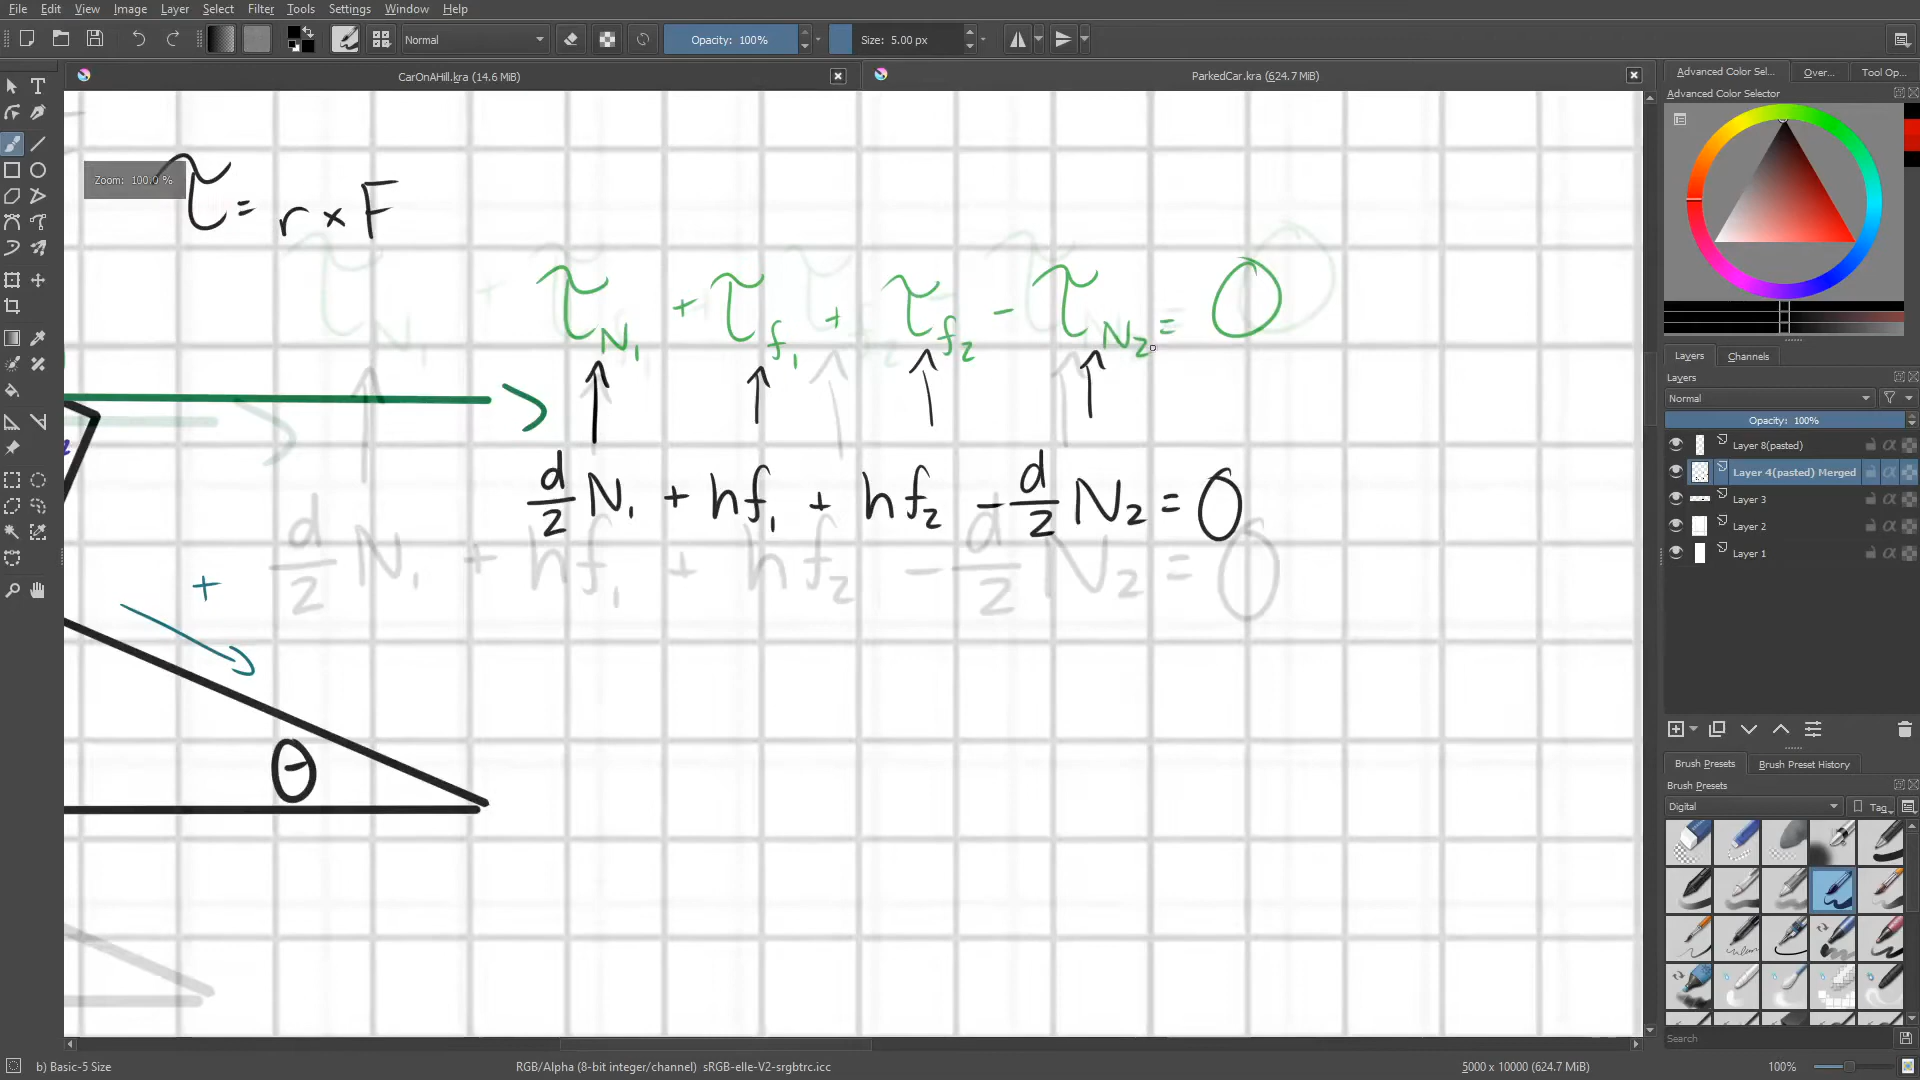 File Edit View Image Layer Select Filter Tools Settings Window Help
Normal Opacity: 100% Size: 5.00 px
CarOnAHill.kra (14.6 MiB) ParkedCar.kra (624.7 MiB)
Advanced Color Sel... Over... Tool Op...
Advanced Color Selector
Zoom: 100.0 %
τ = r × F
τN₁ + τf₁ + τf₂ - τN₂ = 0
d/2 N₁ + hf₁ + hf₂ - d/2 N₂ = 0
+
θ
Layers Channels
Layers
Normal
Opacity: 100%
Layer 8(pasted)
Layer 4(pasted) Merged
Layer 3
Layer 2
Layer 1
Brush Presets Brush Preset History
Brush Presets
Digital Tag
Search
b) Basic-5 Size RGB/Alpha (8-bit integer/channel) sRGB-elle-V2-srgbtrc.icc 5000 x 10000 (624.7 MiB) 100%